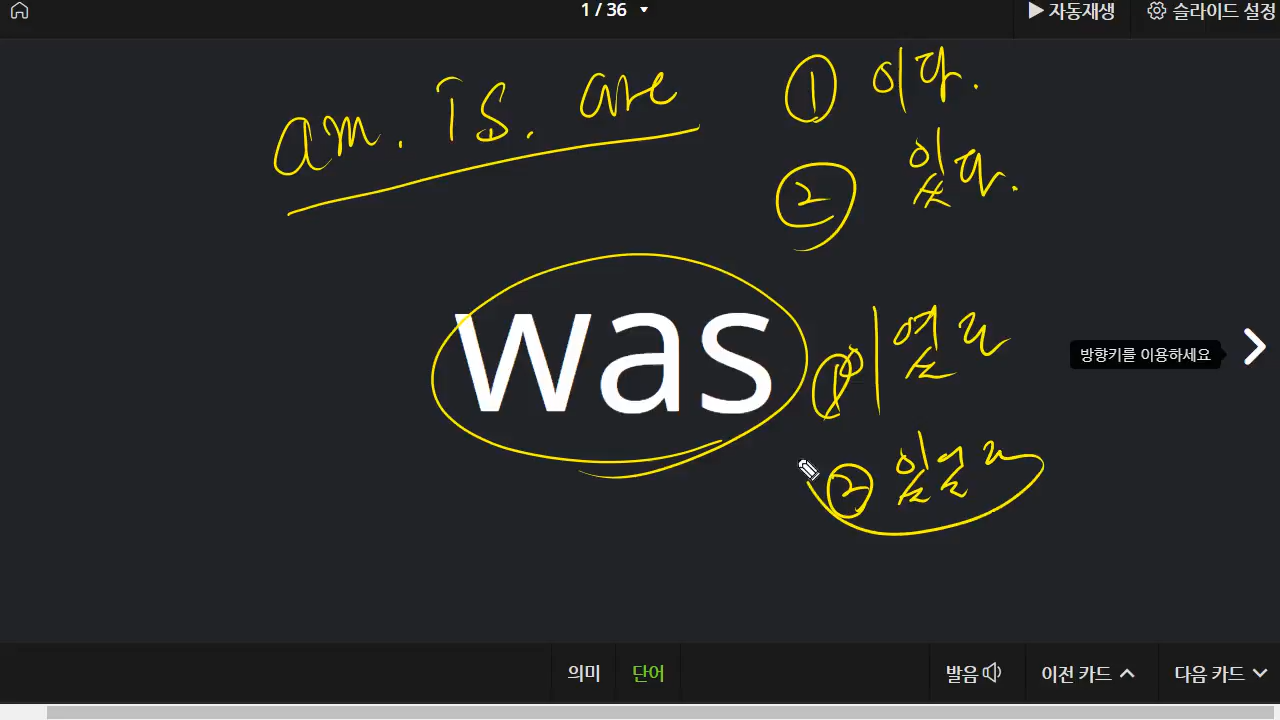 1 / 36
자동재생
슬라이드 설정
am. is. are
① 이다.
② 있다.
was
① 이었다
② 있었다
방향키를 이용하세요
의미
단어
발음
이전 카드
다음 카드